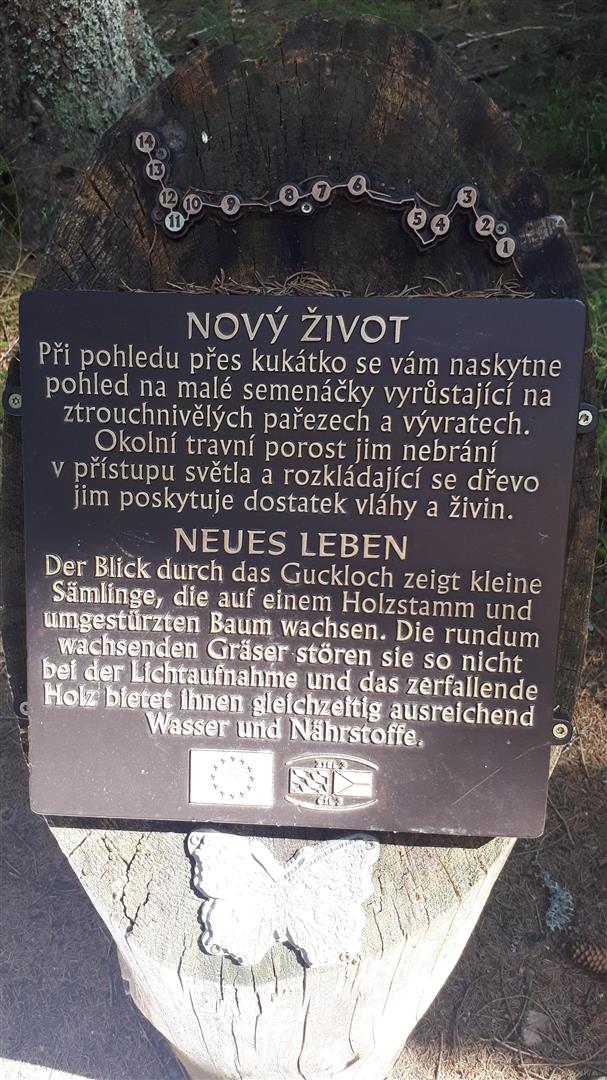 14
13
12
11
10
9
8
7
6
5
4
3
2
1
NOVÝ ŽIVOT
Při pohledu přes kukátko se vám naskytne
pohled na malé semenáčky vyrůstající na
ztrouchnivělých pařezech a vývratech.
Okolní travní porost jim nebrání
v přístupu světla a rozkládající se dřevo
jim poskytuje dostatek vláhy a živin.
NEUES LEBEN
Der Blick durch das Guckloch zeigt kleine
Sämlinge, die auf einem Holzstamm und
umgestürzten Baum wachsen. Die rundum
wachsenden Gräser stören sie so nicht
bei der Lichtaufnahme und das zerfallende
Holz bietet ihnen gleichzeitig ausreichend
Wasser und Nährstoffe.
ZIEL 3
CÍL 3